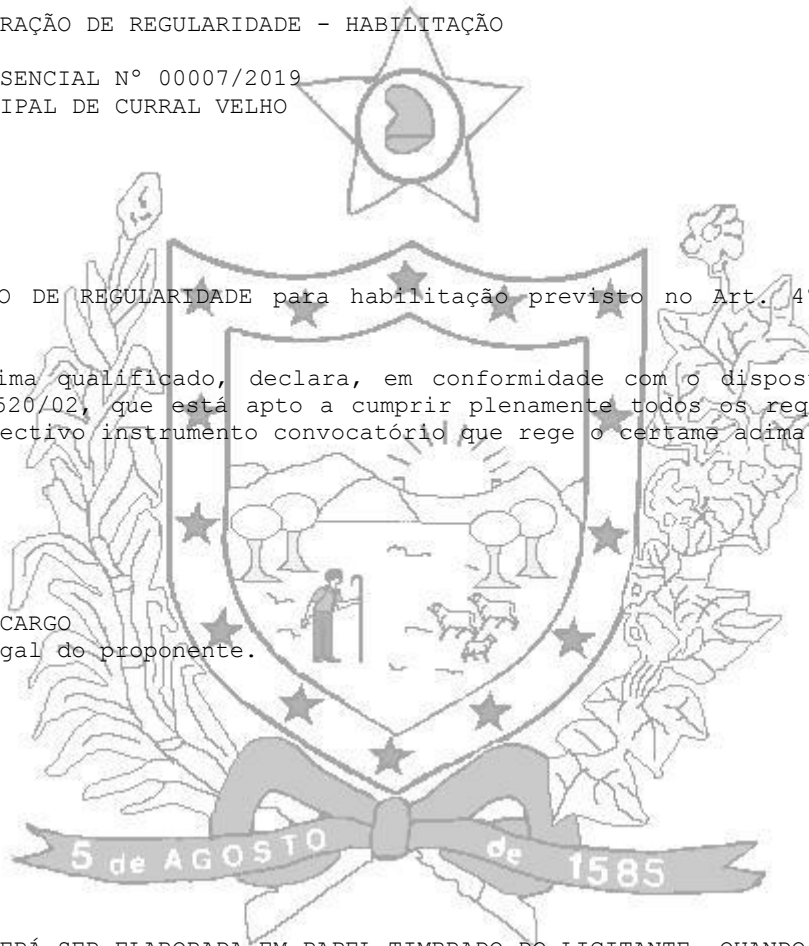 RAÇÃO DE REGULARIDADE - HABILITAÇÃO
SENCIAL Nº 00007/2019
IPAL DE CURRAL VELHO
O DE REGULARIDADE para habilitação previsto no Art. 4º
ima qualificado, declara, em conformidade com o dispos
520/02, que está apto a cumprir plenamente todos os req
ectivo instrumento convocatório que rege o certame acima
CARGO
gal do proponente.
5 de AGOSTO de 1585
ERÁ SER ELABORADA EM PAPEL TIMBRADO DO LICITANTE, QUANDO